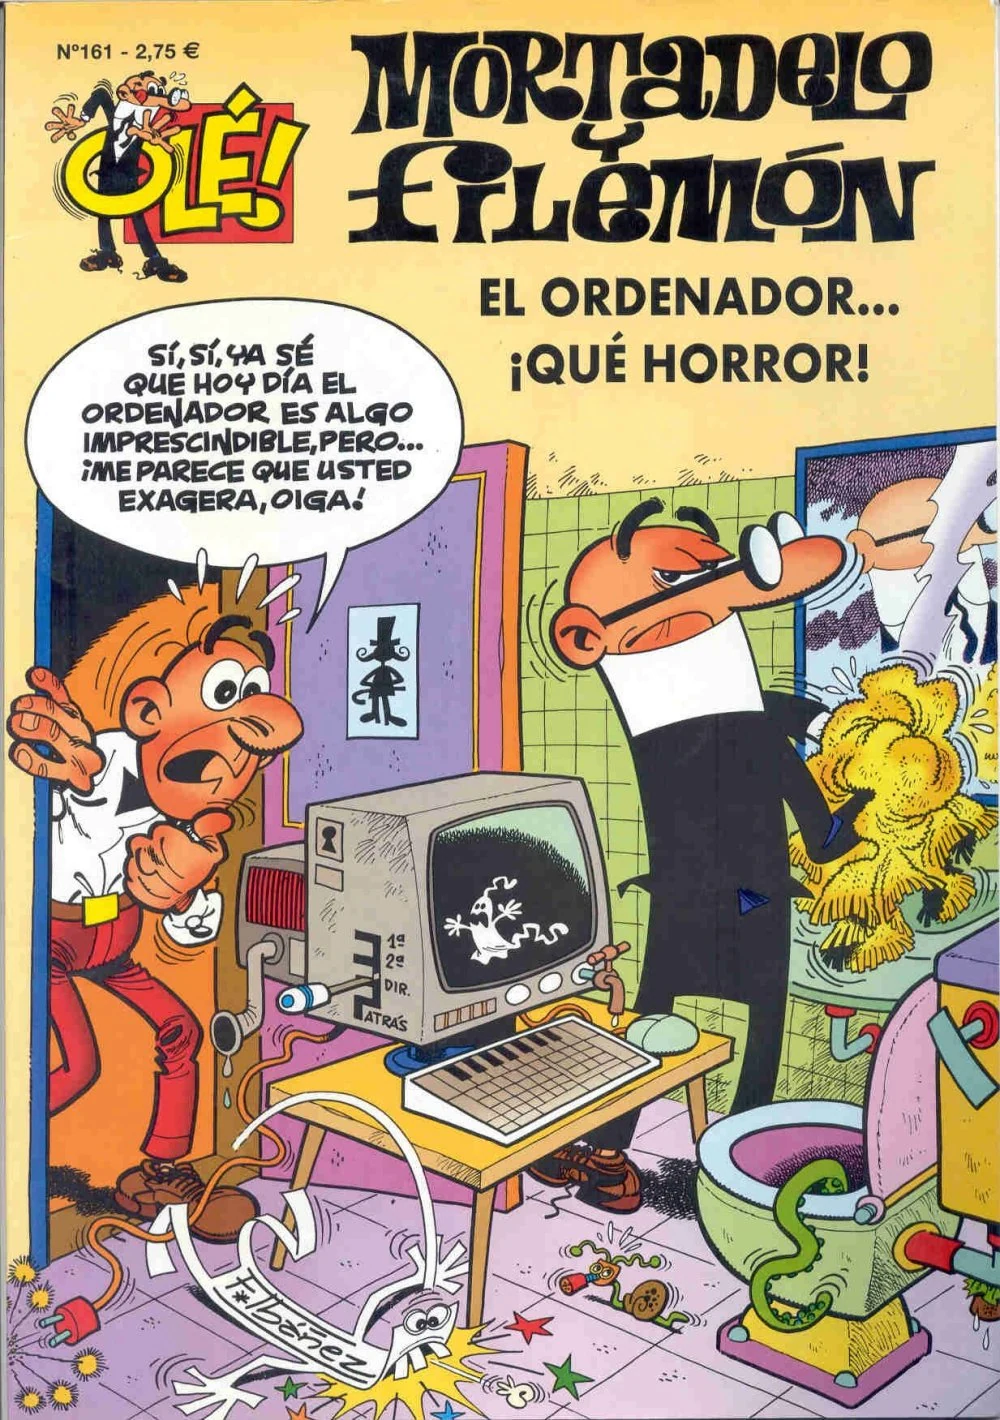 Nº161 - 2,75 €
OLÉ!
MORTADELO
Y
FILEMÓN
EL ORDENADOR...
¡QUÉ HORROR!
SÍ, SÍ, YA SÉ
QUE HOY DÍA EL
ORDENADOR ES ALGO
IMPRESCINDIBLE, PERO...
¡ME PARECE QUE USTED
EXAGERA, OIGA!
1ª
2ª
DIR.
ATRÁS
F. Ibáñez